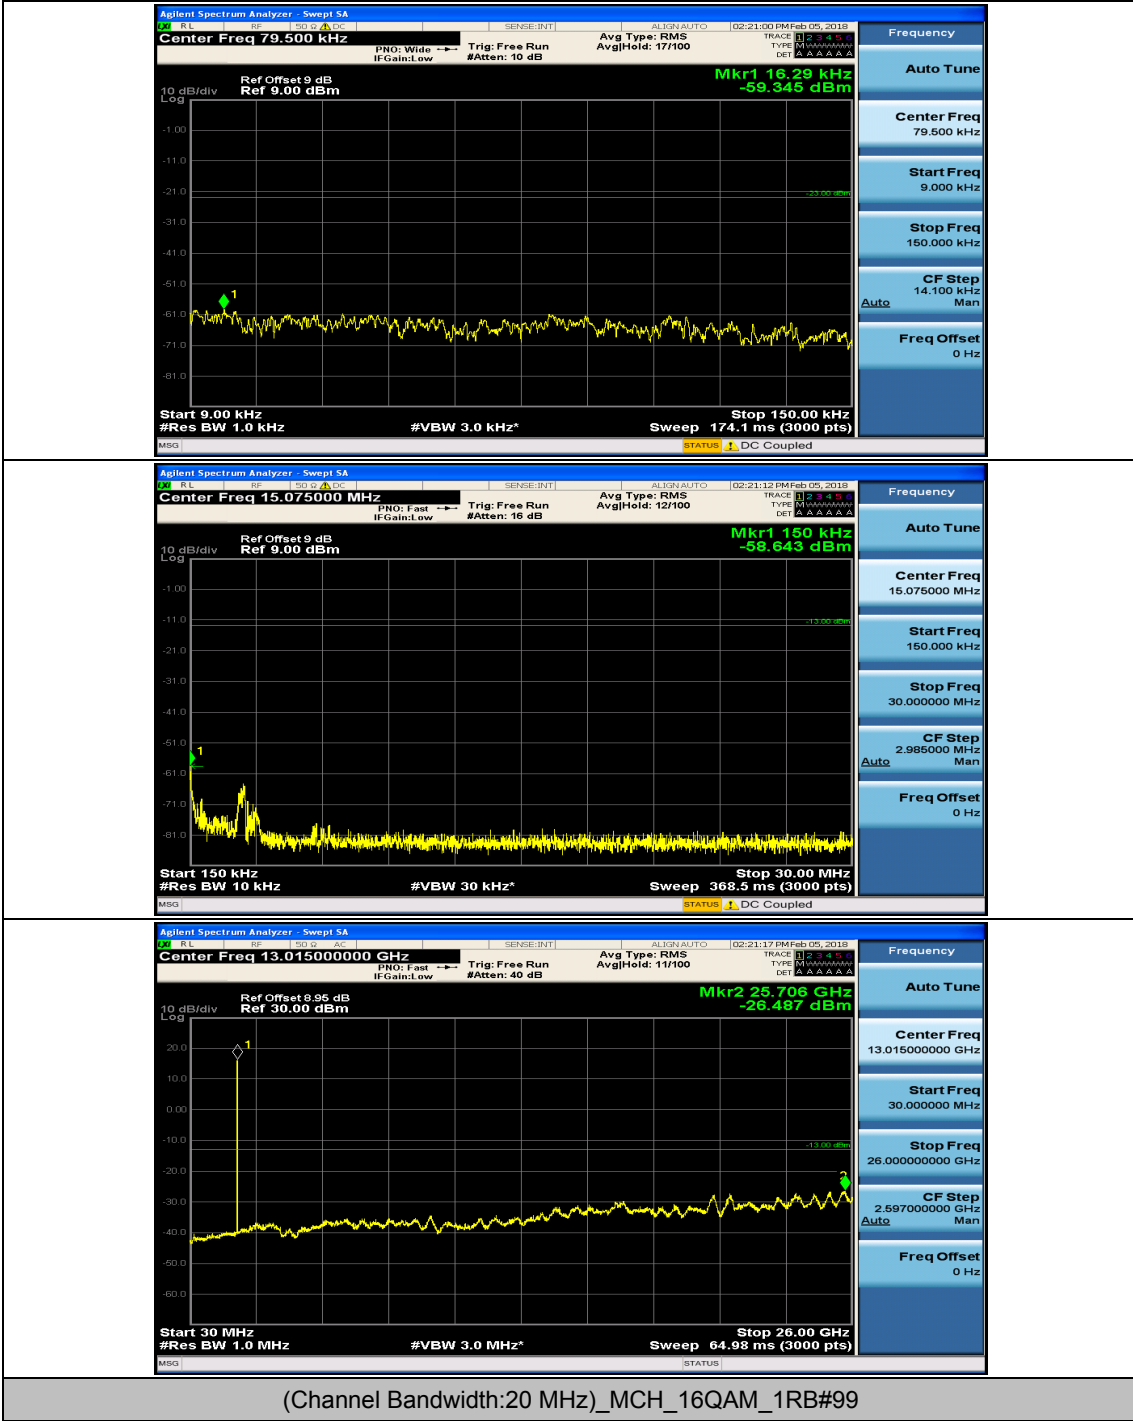 Agilent Spectrum Analyzer - Swept SA
RL RF 50 Ω DC SENSE:INT ALIGN AUTO 02:21:00 PM Feb 05, 2018
Center Freq 79.500 kHz
PNO: Wide IFGain:Low
Trig: Free Run #Atten: 10 dB
Avg Type: RMS Avg|Hold: 17/100
TRACE 1 2 3 4 5 6
TYPE M
DET A A A A A A
Ref Offset 9 dB
10 dB/div Ref 9.00 dBm
Log
Mkr1 16.29 kHz
-59.345 dBm
-1.00
-11.0
-21.0
-23.00 dBm
-31.0
-41.0
-51.0
1
-61.0
-71.0
-81.0
Start 9.00 kHz Stop 150.00 kHz
#Res BW 1.0 kHz #VBW 3.0 kHz* Sweep 174.1 ms (3000 pts)
MSG STATUS DC Coupled
Frequency
Auto Tune
Center Freq
79.500 kHz
Start Freq
9.000 kHz
Stop Freq
150.000 kHz
CF Step
14.100 kHz
Auto Man
Freq Offset
0 Hz
Agilent Spectrum Analyzer - Swept SA
RL RF 50 Ω DC SENSE:INT ALIGN AUTO 02:21:12 PM Feb 05, 2018
Center Freq 15.075000 MHz
PNO: Fast IFGain:Low
Trig: Free Run #Atten: 16 dB
Avg Type: RMS Avg|Hold: 12/100
TRACE 1 2 3 4 5 6
TYPE M
DET A A A A A A
Ref Offset 9 dB
10 dB/div Ref 9.00 dBm
Log
Mkr1 150 kHz
-58.643 dBm
-1.00
-11.0
-13.00 dBm
-21.0
-31.0
-41.0
-51.0
1
-61.0
-71.0
-81.0
Start 150 kHz Stop 30.00 MHz
#Res BW 10 kHz #VBW 30 kHz* Sweep 368.5 ms (3000 pts)
MSG STATUS DC Coupled
Frequency
Auto Tune
Center Freq
15.075000 MHz
Start Freq
150.000 kHz
Stop Freq
30.000000 MHz
CF Step
2.985000 MHz
Auto Man
Freq Offset
0 Hz
Agilent Spectrum Analyzer - Swept SA
RL RF 50 Ω AC SENSE:INT ALIGN AUTO 02:21:17 PM Feb 05, 2018
Center Freq 13.015000000 GHz
PNO: Fast IFGain:Low
Trig: Free Run #Atten: 40 dB
Avg Type: RMS Avg|Hold: 11/100
TRACE 1 2 3 4 5 6
TYPE M
DET A A A A A A
Ref Offset 8.95 dB
10 dB/div Ref 30.00 dBm
Log
Mkr2 25.706 GHz
-26.487 dBm
20.0
1
10.0
0.00
-10.0
-13.00 dBm
-20.0
2
-30.0
-40.0
-50.0
-60.0
Start 30 MHz Stop 26.00 GHz
#Res BW 1.0 MHz #VBW 3.0 MHz* Sweep 64.98 ms (3000 pts)
MSG STATUS
Frequency
Auto Tune
Center Freq
13.015000000 GHz
Start Freq
30.000000 MHz
Stop Freq
26.000000000 GHz
CF Step
2.597000000 GHz
Auto Man
Freq Offset
0 Hz
(Channel Bandwidth:20 MHz)_MCH_16QAM_1RB#99